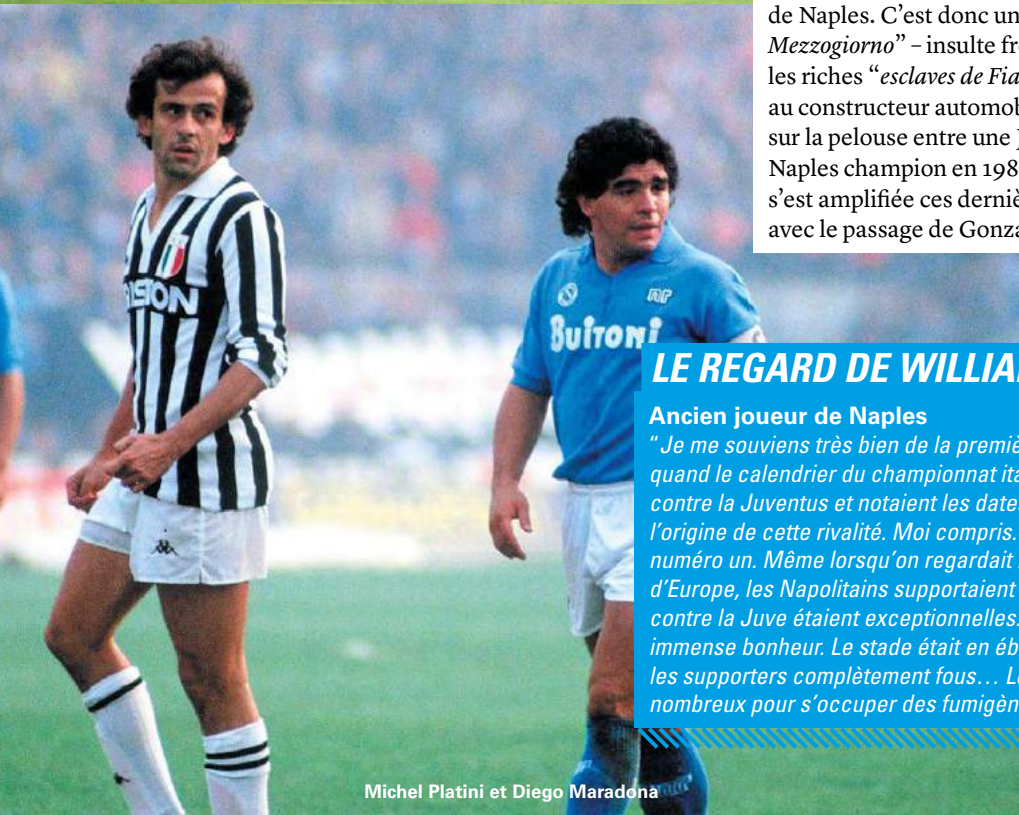 de Naples. C'est donc un
Mezzogiorno” – insulte fr
les riches “esclaves de Fia
au constructeur automob
sur la pelouse entre une
Naples champion en 198
s'est amplifiée ces derniè
avec le passage de Gonza
LE REGARD DE WILLIA
Ancien joueur de Naples
“Je me souviens très bien de la premiè
quand le calendrier du championnat ita
contre la Juventus et notaient les date
l'origine de cette rivalité. Moi compris.
numéro un. Même lorsqu'on regardait
d'Europe, les Napolitains supportaient
contre la Juve étaient exceptionnelles.
immense bonheur. Le stade était en éb
les supporters complètement fous… L
nombreux pour s'occuper des fumigèn
Buitoni
NR
Kappa
Michel Platini et Diego Maradona